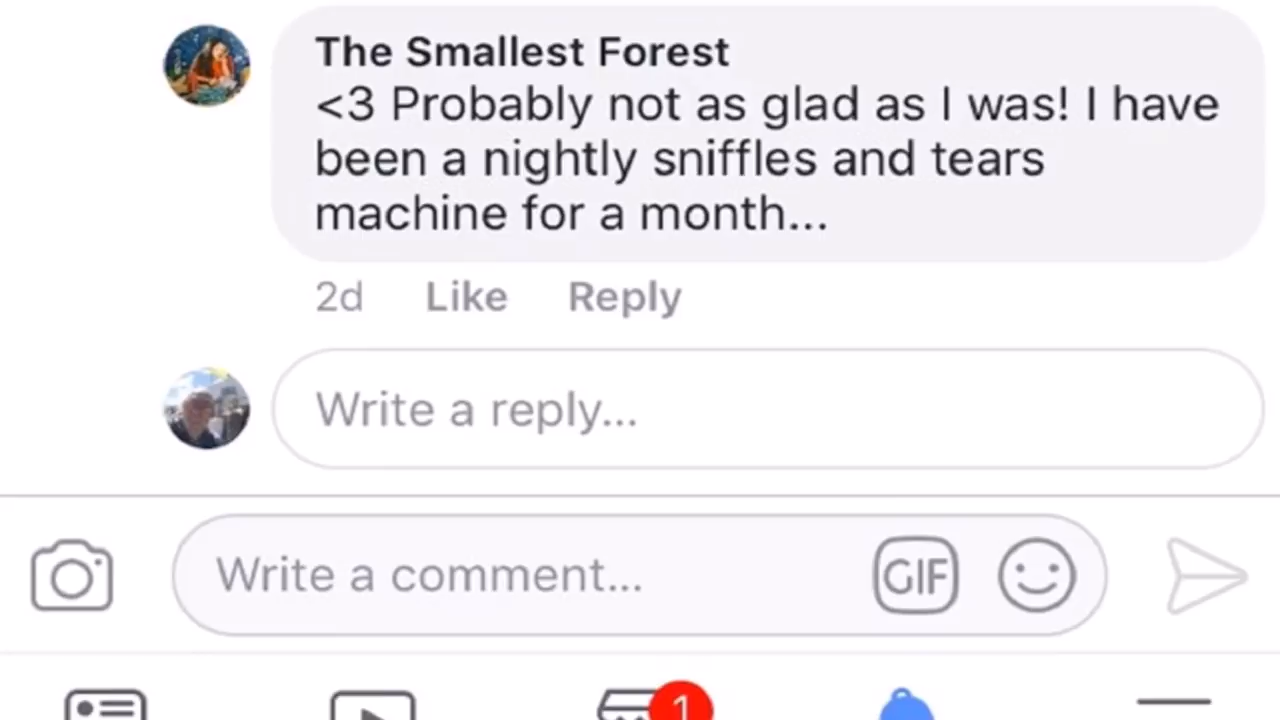 The Smallest Forest
<3 Probably not as glad as I was! I have
been a nightly sniffles and tears
machine for a month...
2d Like Reply
Write a reply...
Write a comment... GIF
1